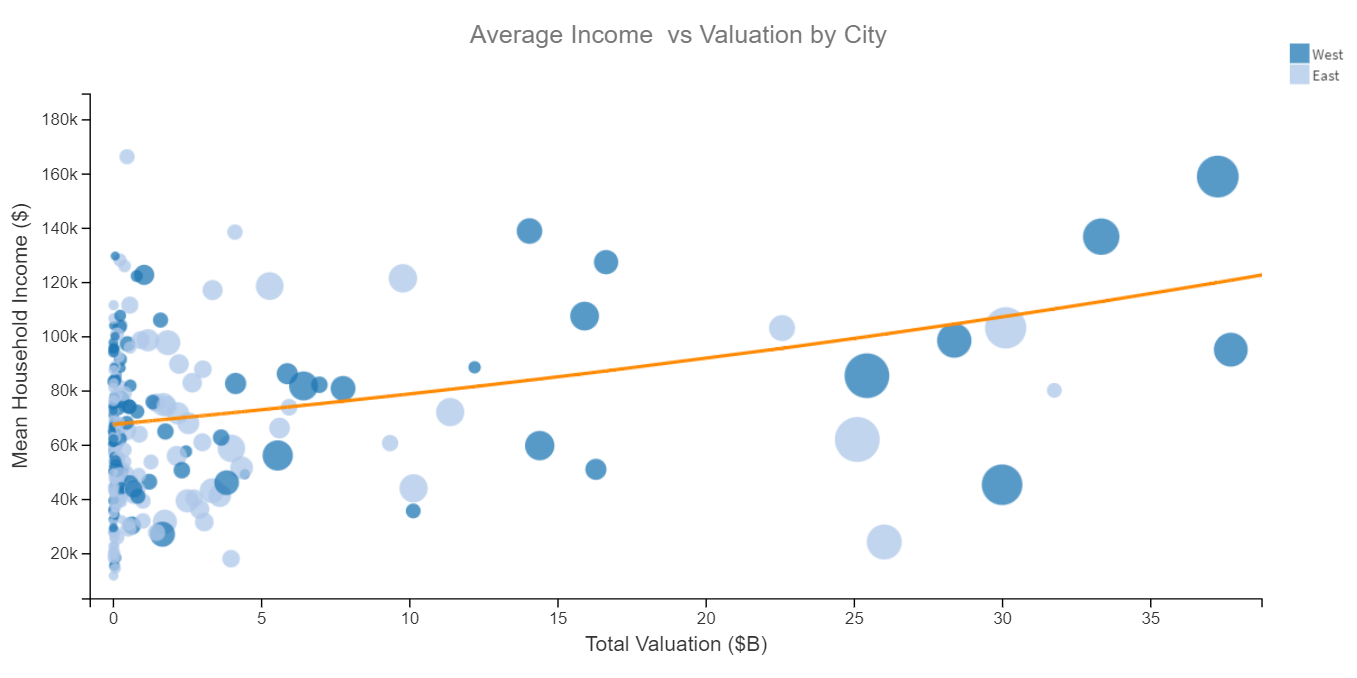 Average Income  vs Valuation by City
West
East
180k
160k
140k
120k
100k
80k
60k
40k
20k
Mean Household Income ($)
0 5 10 15 20 25 30 35
Total Valuation ($B)